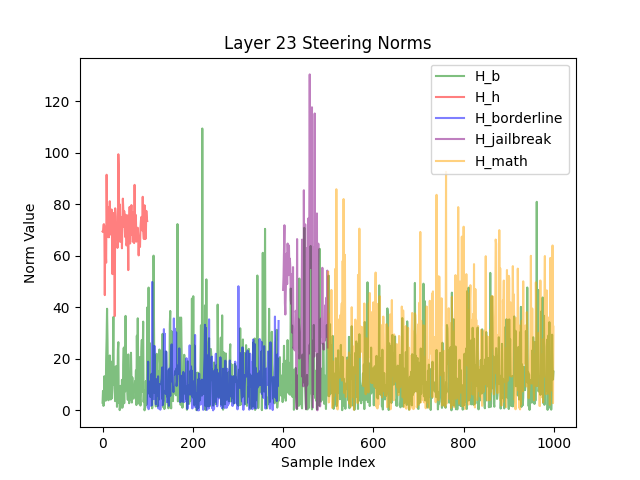 Layer 23 Steering Norms
H_b
H_h
H_borderline
H_jailbreak
H_math
Norm Value
120
100
80
60
40
20
0
0 200 400 600 800 1000
Sample Index